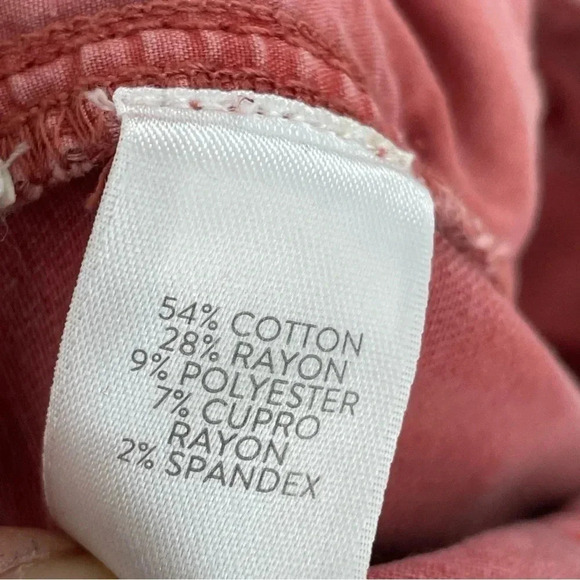 54% COTTON
28% RAYON
9% POLYESTER
7% CUPRO
RAYON
2% SPANDEX